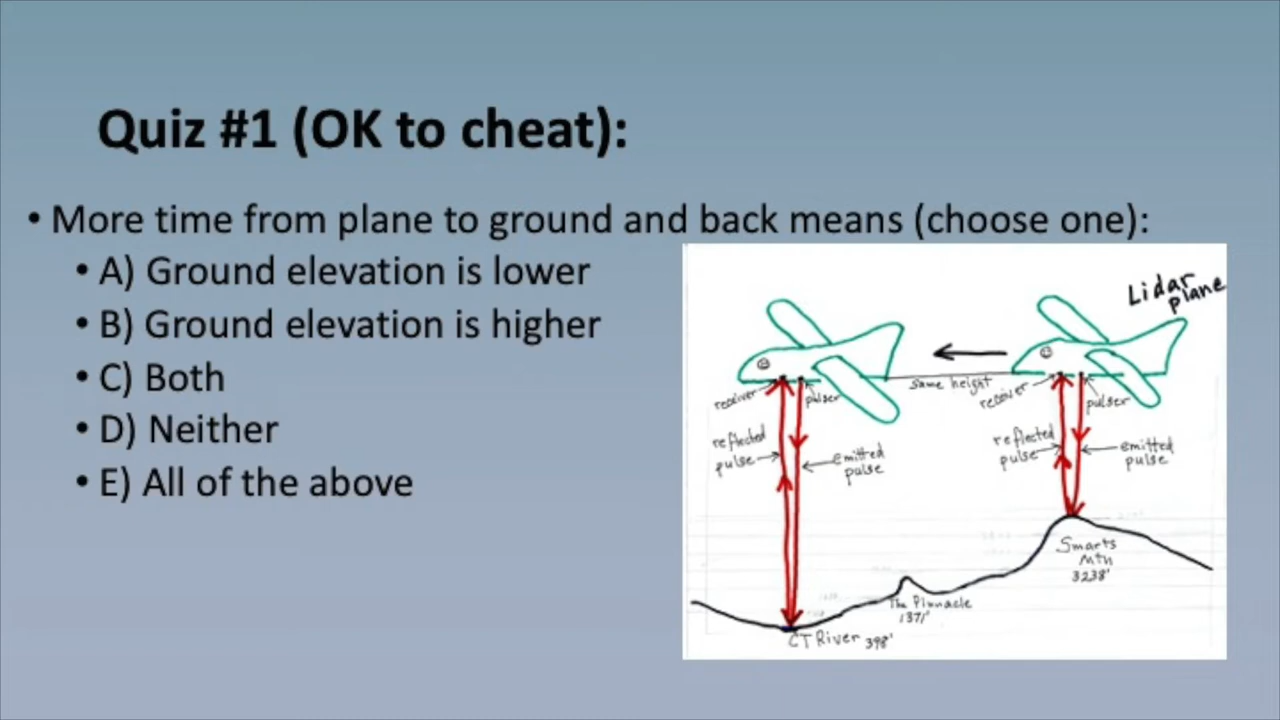 Quiz #1 (OK to cheat):
• More time from plane to ground and back means (choose one):
• A) Ground elevation is lower
• B) Ground elevation is higher
• C) Both
• D) Neither
• E) All of the above
Lidar
plane
same height
receiver
pulser
receiver
pulser
reflected
pulse
emitted
pulse
reflected
pulse
emitted
pulse
Smarts
Mtn
3238'
The Pinnacle
1371'
CT River 398'